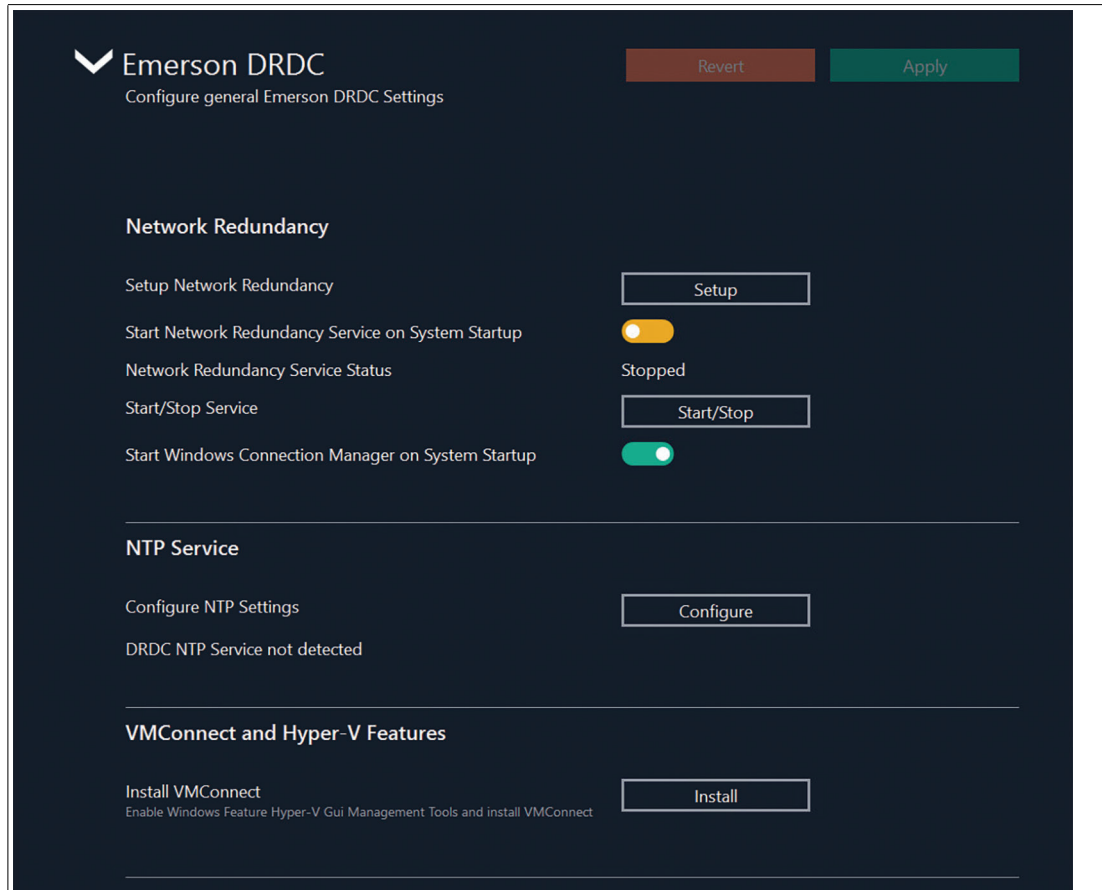 Emerson DRDC
Revert
Apply
Configure general Emerson DRDC Settings
Network Redundancy
Setup Network Redundancy
Setup
Start Network Redundancy Service on System Startup
Network Redundancy Service Status
Stopped
Start/Stop Service
Start/Stop
Start Windows Connection Manager on System Startup
NTP Service
Configure NTP Settings
Configure
DRDC NTP Service not detected
VMConnect and Hyper-V Features
Install VMConnect
Install
Enable Windows Feature Hyper-V Gui Management Tools and install VMConnect